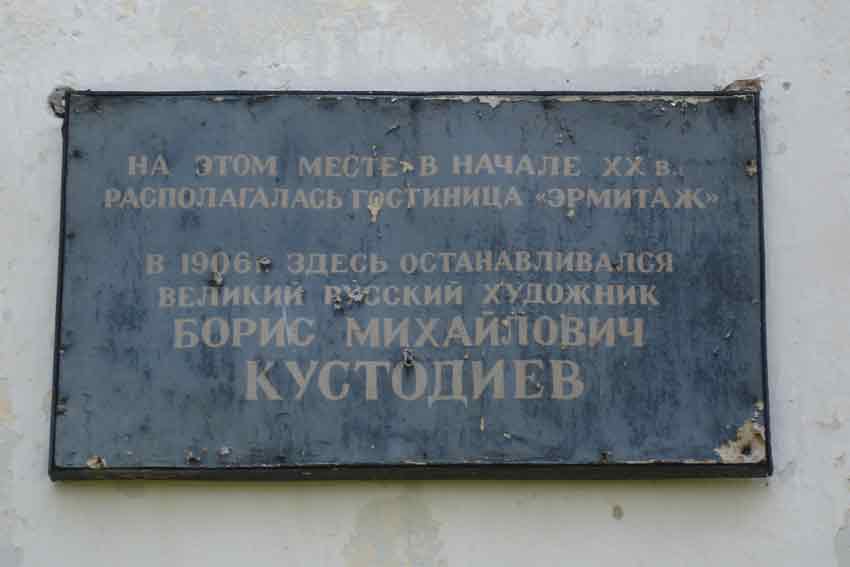 НА ЭТОМ МЕСТЕ В НАЧАЛЕ XX в.
РАСПОЛАГАЛАСЬ ГОСТИНИЦА «ЭРМИТАЖ»
В 1906 г. ЗДЕСЬ ОСТАНАВЛИВАЛСЯ
ВЕЛИКИЙ РУССКИЙ ХУДОЖНИК
БОРИС МИХАЙЛОВИЧ
КУСТОДИЕВ